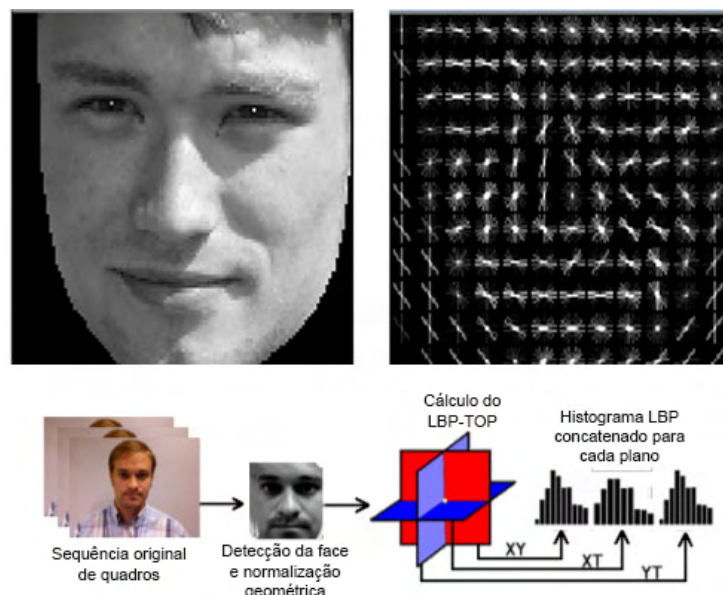 Cálculo do
LBP-TOP
Histograma LBP
concatenado para
cada plano
Sequência original
de quadros
Detecção da face
e normalização
geométrica
XY
XT
YT